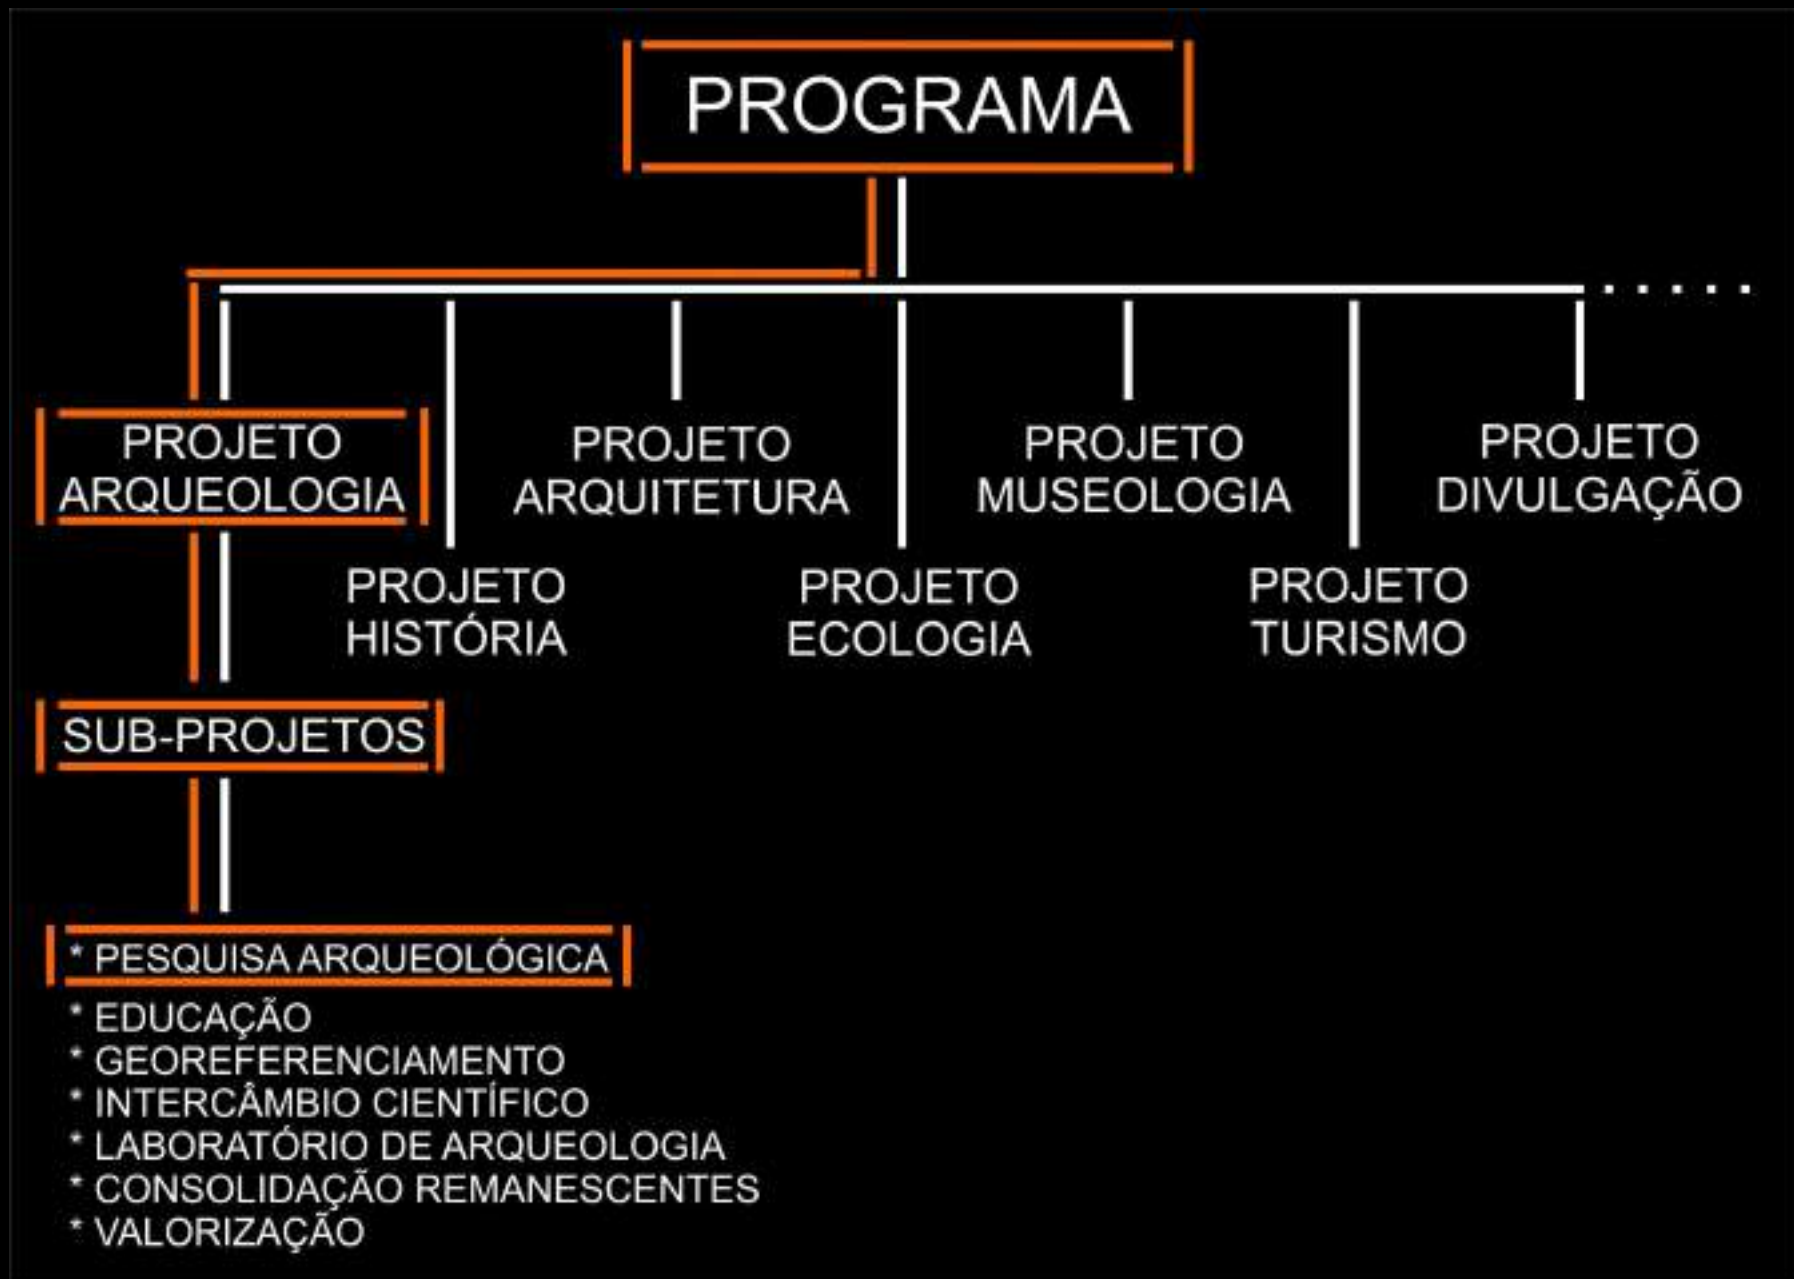 PROGRAMA
PROJETO
ARQUEOLOGIA
PROJETO
ARQUITETURA
PROJETO
MUSEOLOGIA
PROJETO
DIVULGAÇÃO
PROJETO
HISTÓRIA
PROJETO
ECOLOGIA
PROJETO
TURISMO
SUB-PROJETOS
* PESQUISA ARQUEOLÓGICA
* EDUCAÇÃO
* GEOREFERENCIAMENTO
* INTERCÂMBIO CIENTÍFICO
* LABORATÓRIO DE ARQUEOLOGIA
* CONSOLIDAÇÃO REMANESCENTES
* VALORIZAÇÃO